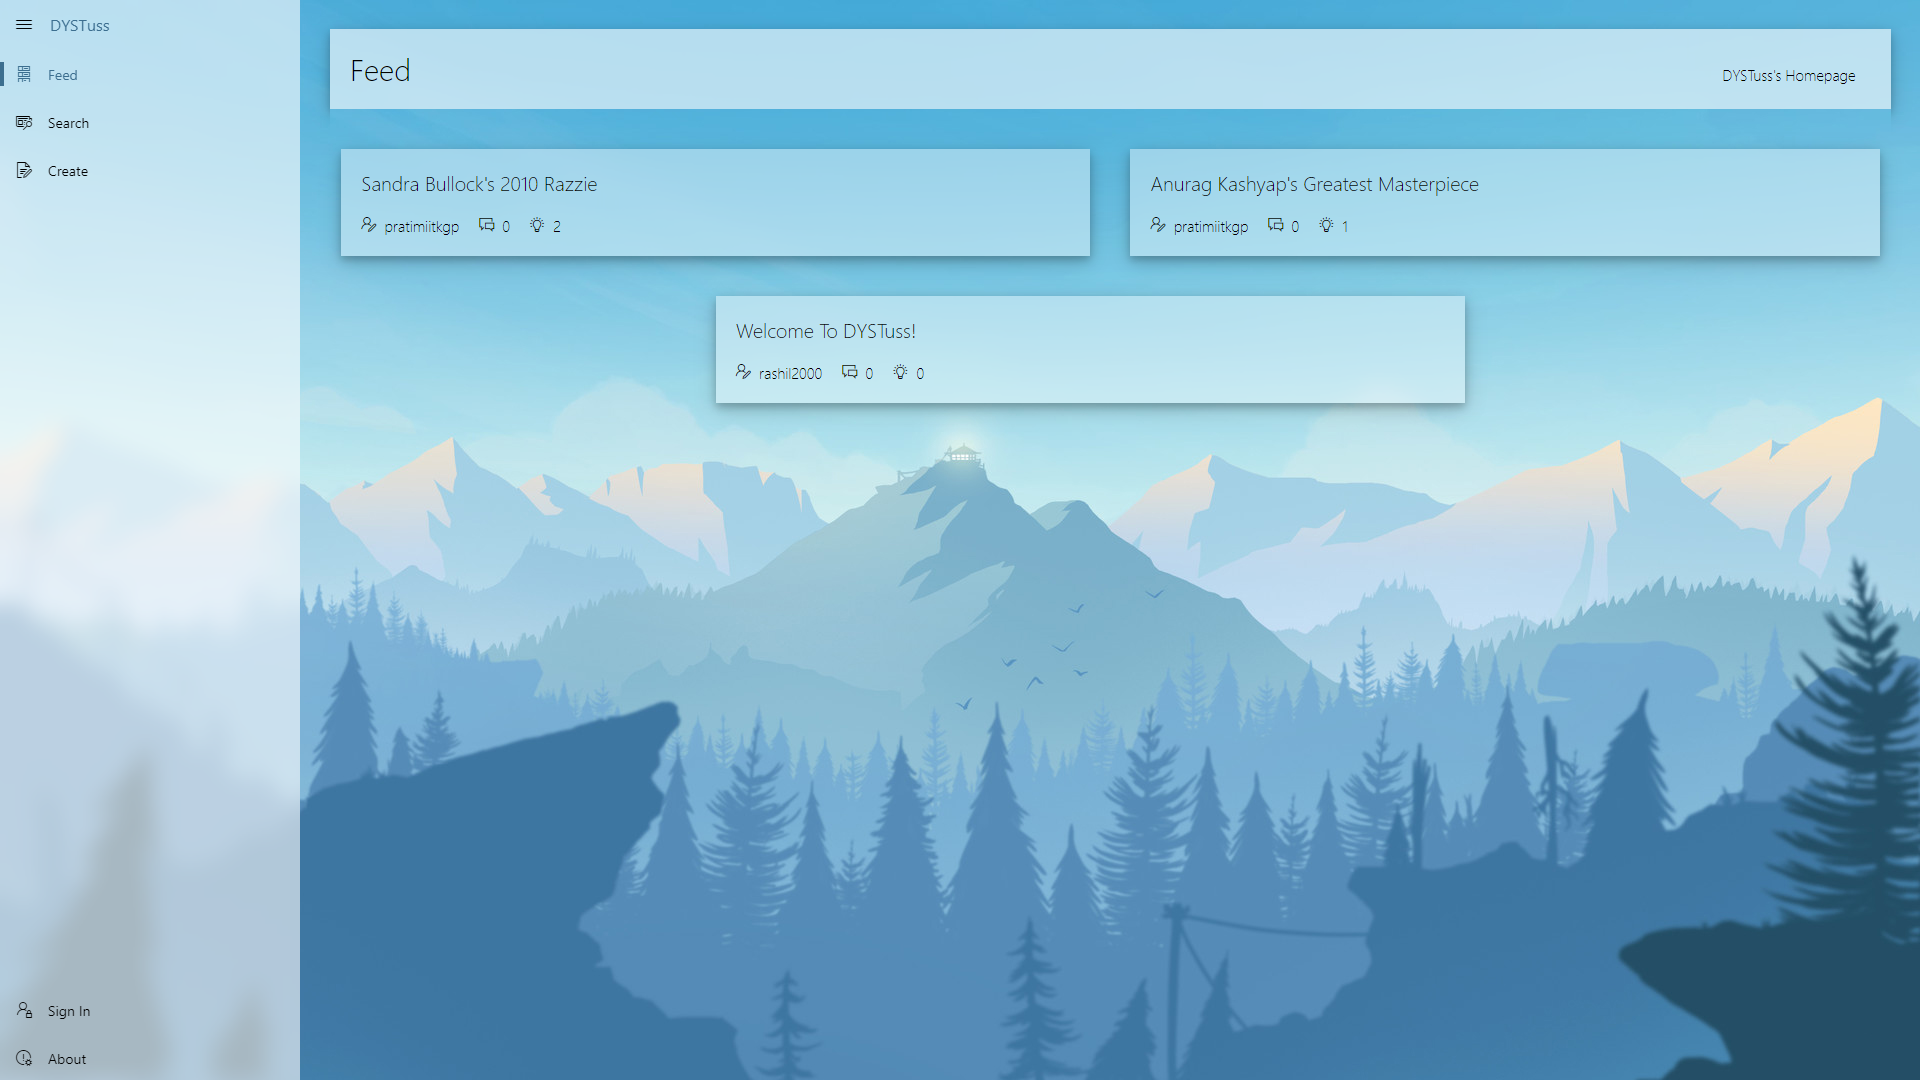 DYSTuss
Feed
Search
Create
Sign In
About
Feed
DYSTuss's Homepage
Sandra Bullock's 2010 Razzie
pratimiitkgp 0 2
Anurag Kashyap's Greatest Masterpiece
pratimiitkgp 0 1
Welcome To DYSTuss!
rashil2000 0 0